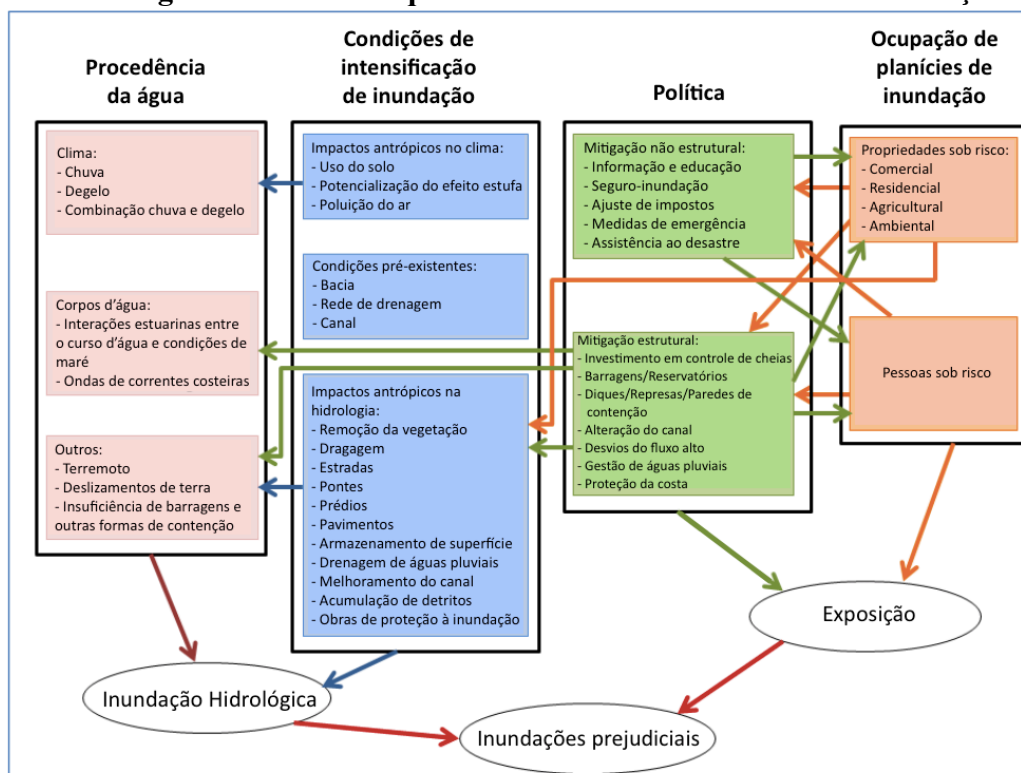 Procedência
da água
Clima:
- Chuva
- Degelo
- Combinação chuva e degelo
Corpos d’água:
- Interações estuarinas entre
o curso d’água e condições de
maré
- Ondas de correntes costeiras
Outros:
- Terremoto
- Deslizamentos de terra
- Insuficiência de barragens e
outras formas de contenção
Condições de
intensificação
de inundação
Impactos antrópicos no clima:
- Uso do solo
- Potencialização do efeito estufa
- Poluição do ar
Condições pré-existentes:
- Bacia
- Rede de drenagem
- Canal
Impactos antrópicos na
hidrologia:
- Remoção da vegetação
- Dragagem
- Estradas
- Pontes
- Prédios
- Pavimentos
- Armazenamento de superfície
- Drenagem de águas pluviais
- Melhoramento do canal
- Acumulação de detritos
- Obras de proteção à inundação
Política
Mitigação não estrutural:
- Informação e educação
- Seguro-inundação
- Ajuste de impostos
- Medidas de emergência
- Assistência ao desastre
Mitigação estrutural:
- Investimento em controle de cheias
- Barragens/Reservatórios
- Diques/Represas/Paredes de
contenção
- Alteração do canal
- Desvios do fluxo alto
- Gestão de águas pluviais
- Proteção da costa
Ocupação de
planícies de
inundação
Propriedades sob risco:
- Comercial
- Residencial
- Agricultural
- Ambiental
Pessoas sob risco
Exposição
Inundação Hidrológica
Inundações prejudiciais